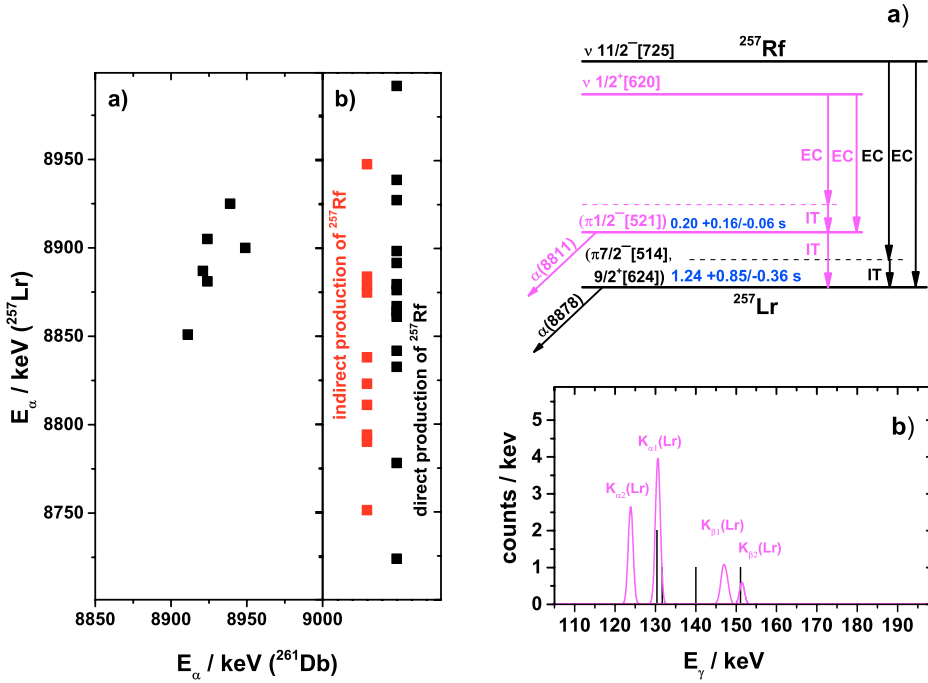 a)
b)
E_α / keV (²⁵⁷Lr)
8950
8900
8850
8800
8750
indirect production of ²⁵⁷Rf
direct production of ²⁵⁷Rf
8850
8900
8950
9000
E_α / keV (²⁶¹Db)
a)
²⁵⁷Rf
ν 11/2⁻[725]
ν 1/2⁺[620]
EC
EC
EC
EC
IT
(π1/2⁻[521])
0.20 +0.16/-0.06 s
IT
α(8811)
(π7/2⁻[514],
9/2⁺[624])
1.24 +0.85/-0.36 s
IT
α(8878)
²⁵⁷Lr
b)
counts / kev
5
4
3
2
1
0
K_α1(Lr)
K_α2(Lr)
K_β1(Lr)
K_β2(Lr)
110 120 130 140 150 160 170 180 190
E_γ / keV